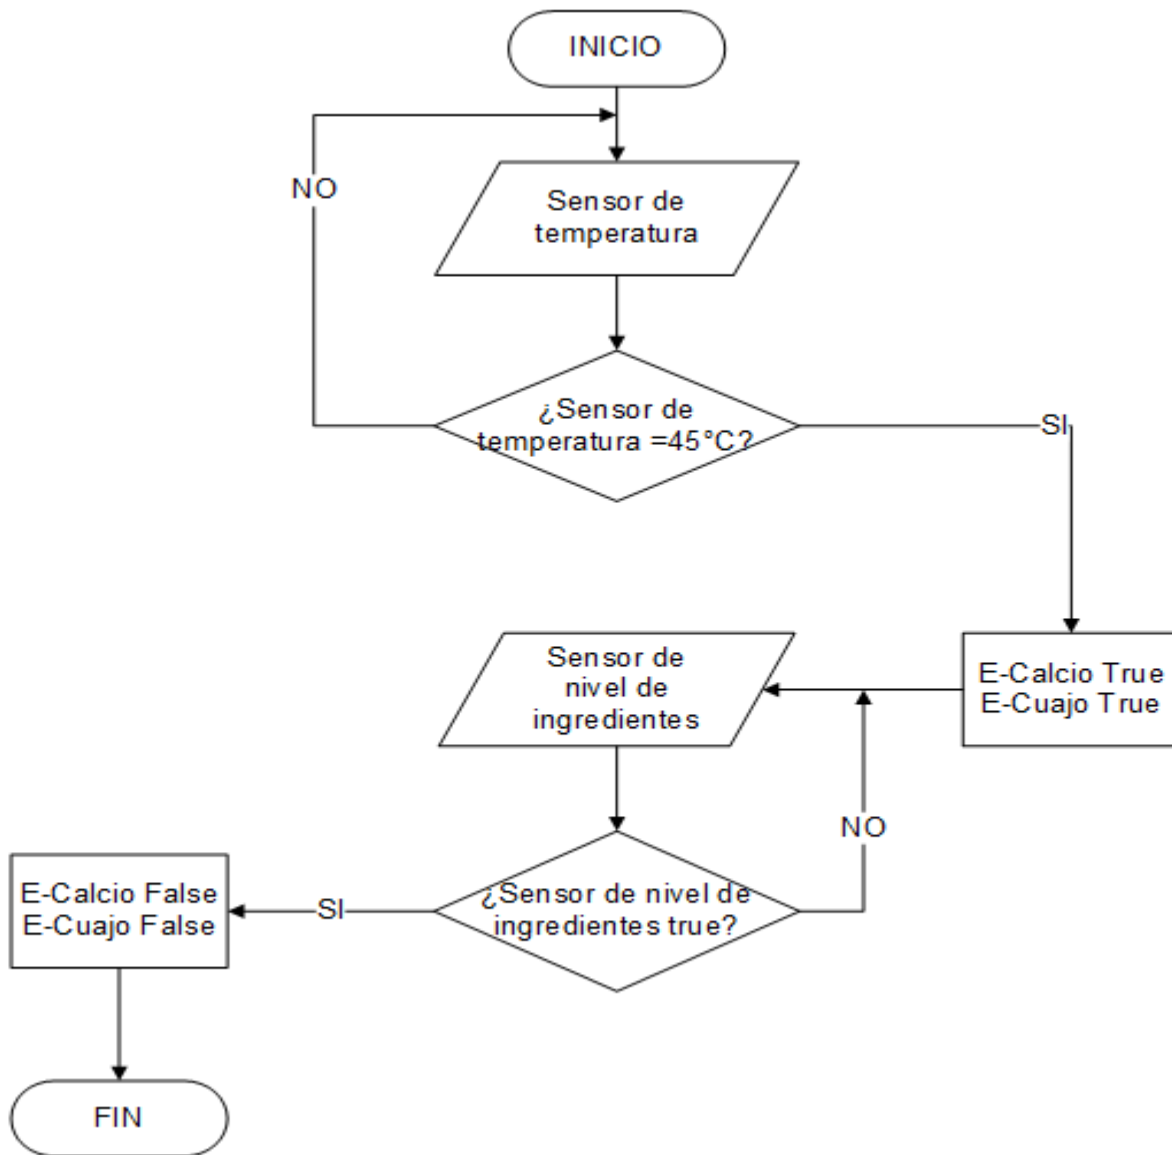 INICIO
NO
Sensor de
temperatura
¿Sensor de
temperatura =45°C?
SI
E-Calcio True
E-Cuajo True
Sensor de
nivel de
ingredientes
NO
¿Sensor de nivel de
ingredientes true?
SI
E-Calcio False
E-Cuajo False
FIN